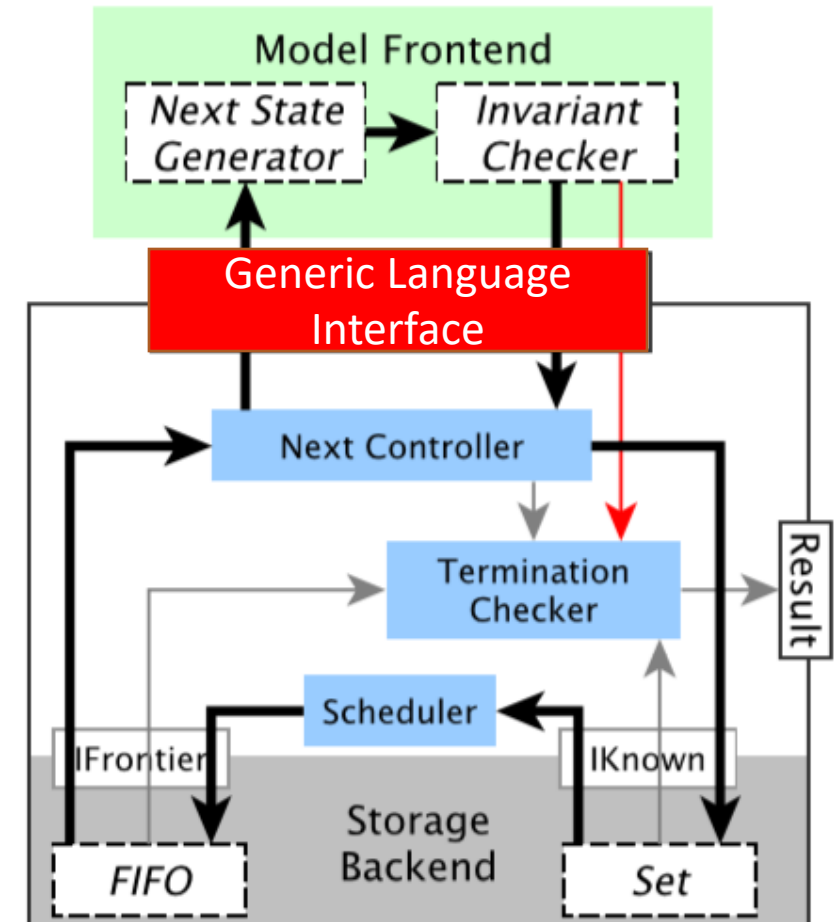 Model Frontend
Next State
Generator
Invariant
Checker
Generic Language
Interface
Next Controller
Termination
Checker
Result
Scheduler
IFrontier
IKnown
Storage
Backend
FIFO
Set